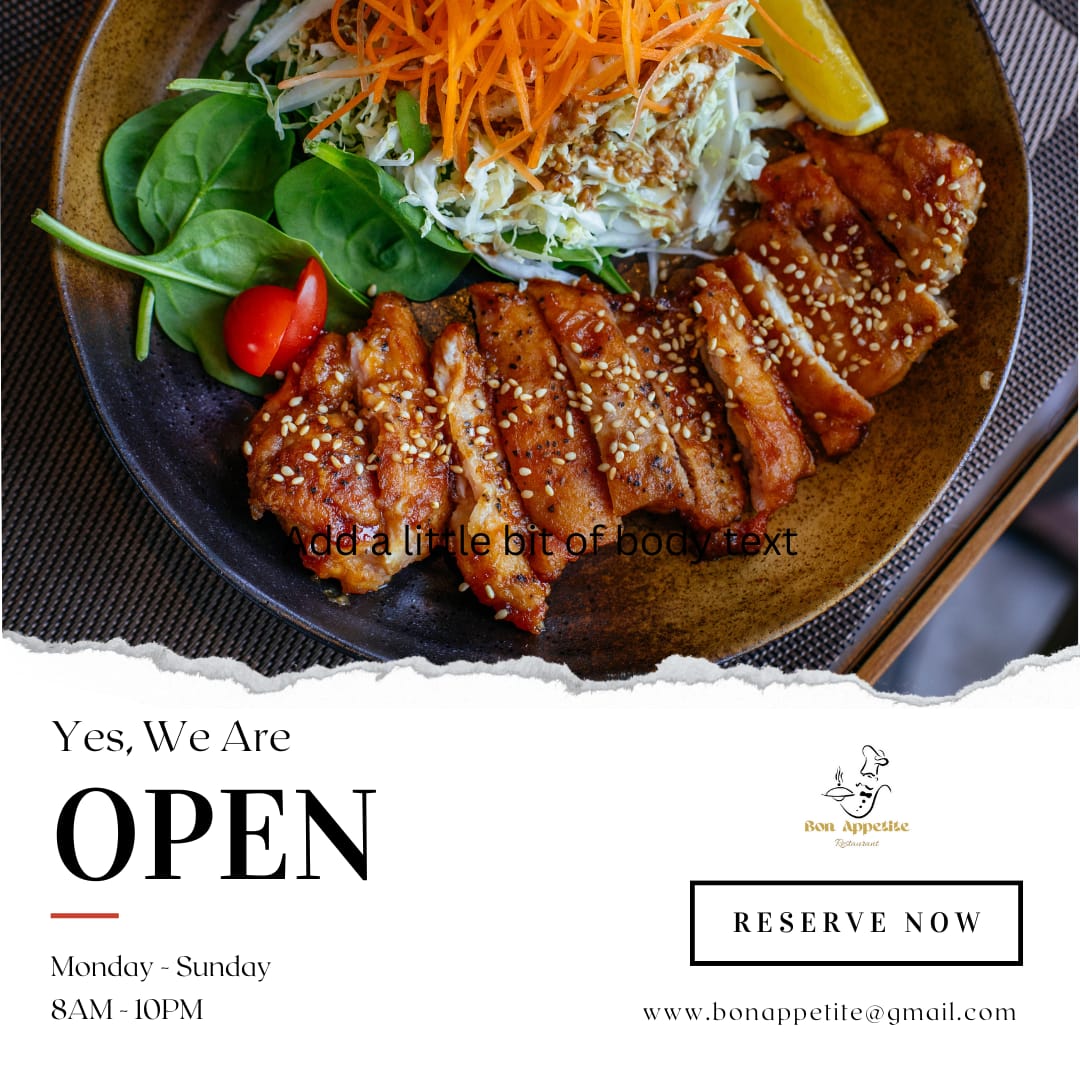 Add a little bit of body text
Yes, We Are
OPEN
Monday - Sunday
8AM - 10PM
Bon Appetite
Restaurant
RESERVE NOW
www.bonappetite@gmail.com